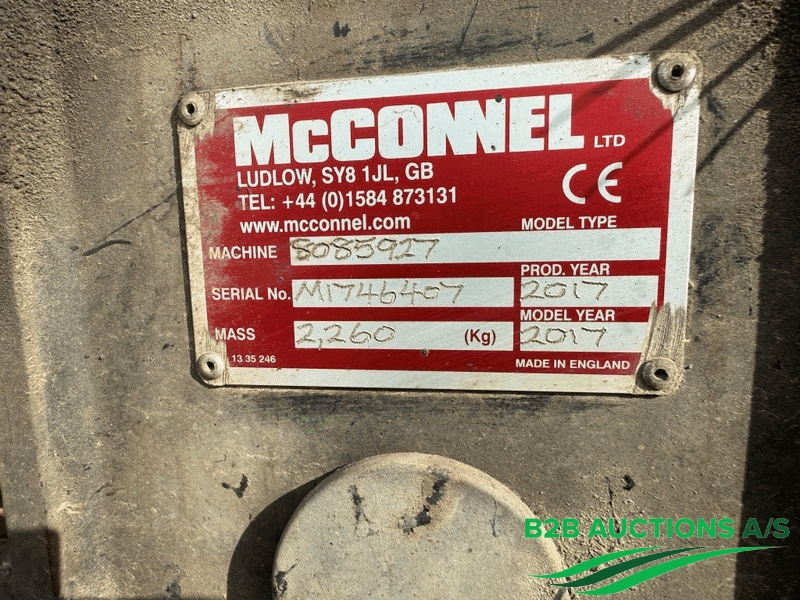 McCONNEL LTD
LUDLOW, SY8 1JL, GB
TEL: +44 (0)1584 873131
www.mcconnel.com
CE
MODEL TYPE
MACHINE 8085927
PROD. YEAR
SERIAL No. M1746407 2017
MODEL YEAR
MASS 2,260 (Kg) 2017
13 35 246
MADE IN ENGLAND
B2B AUCTIONS A/S